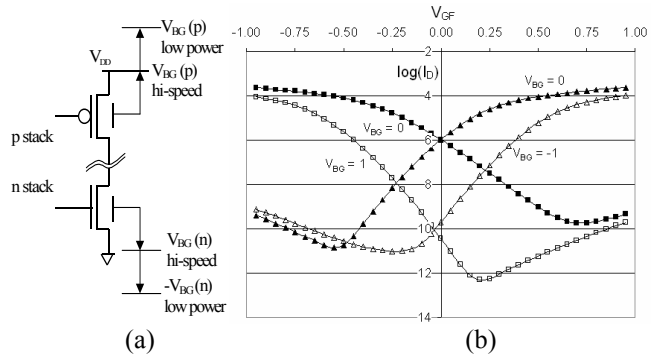 V_BG (p)
low power
V_DD
V_BG (p)
hi-speed
p stack
n stack
V_BG (n)
hi-speed
-V_BG (n)
low power
(a)
V_GF
-1.00 -0.75 -0.50 -0.25 0.00 0.25 0.50 0.75 1.00
2
log(I_D)
4
6
8
10
12
14
V_BG = 0
V_BG = 0
V_BG = 1
V_BG = -1
(b)